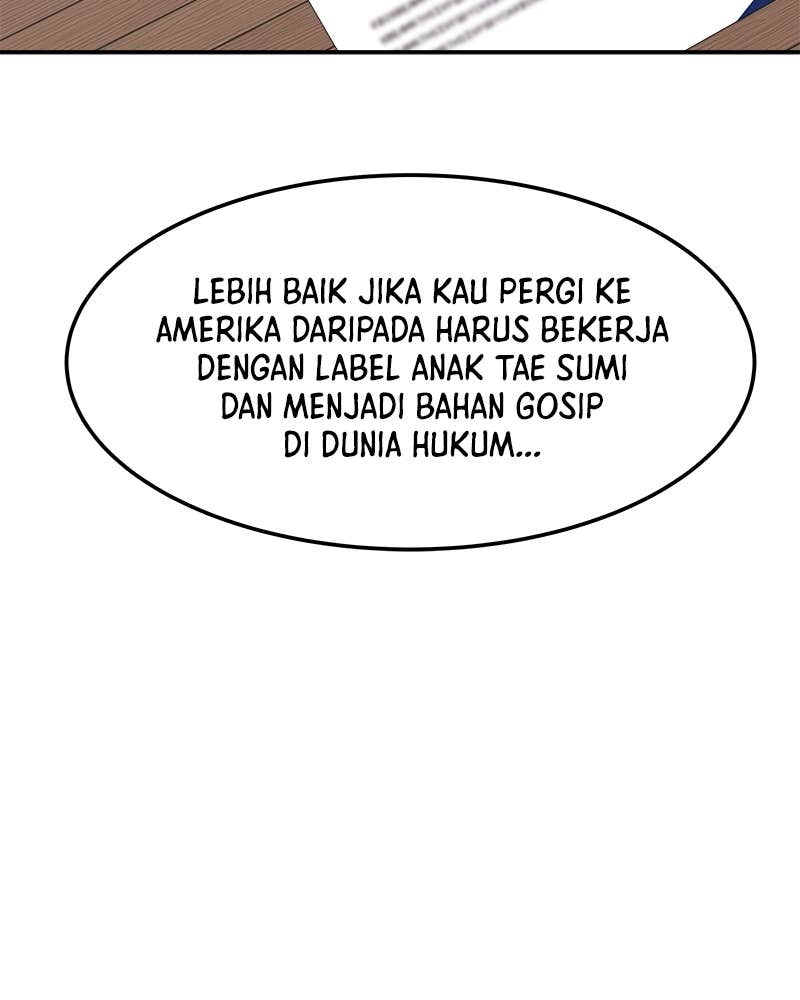 LEBIH BAIK JIKA KAU PERGI KE
AMERIKA DARIPADA HARUS BEKERJA
DENGAN LABEL ANAK TAE SUMI
DAN MENJADI BAHAN GOSIP
DI DUNIA HUKUM...